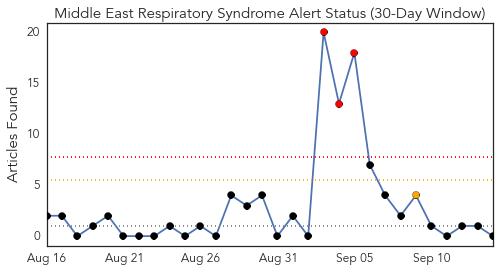 Middle East Respiratory Syndrome Alert Status (30-Day Window)
Articles Found
20
15
10
5
0
Aug 16 Aug 21 Aug 26 Aug 31 Sep 05 Sep 10